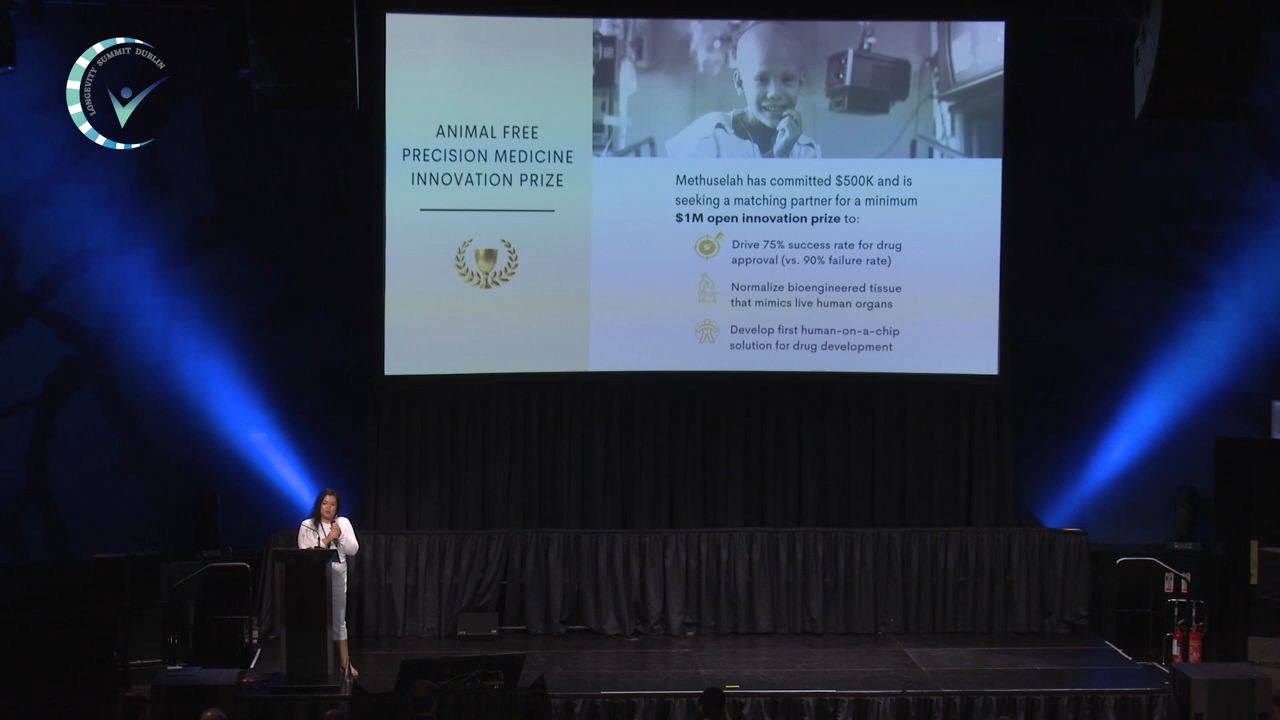 LONGEVITY SUMMIT DUBLIN
ANIMAL FREE
PRECISION MEDICINE
INNOVATION PRIZE
Methuselah has committed $500K and is
seeking a matching partner for a minimum
$1M open innovation prize to:
Drive 75% success rate for drug
approval (vs. 90% failure rate)
Normalize bioengineered tissue
that mimics live human organs
Develop first human-on-a-chip
solution for drug development